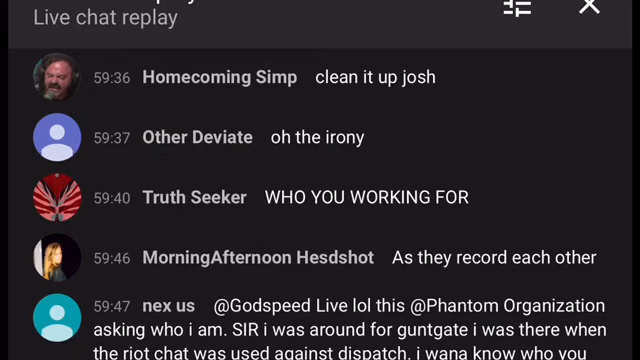 Live chat replay
59:36 Homecoming Simp clean it up josh
59:37 Other Deviate oh the irony
59:40 Truth Seeker WHO YOU WORKING FOR
59:46 MorningAfternoon Hesdshot As they record each other
59:47 nex us @Godspeed Live lol this @Phantom Organization
asking who i am. SIR i was around for guntgate i was there when
the riot chat was used against dispatch, i wana know who you